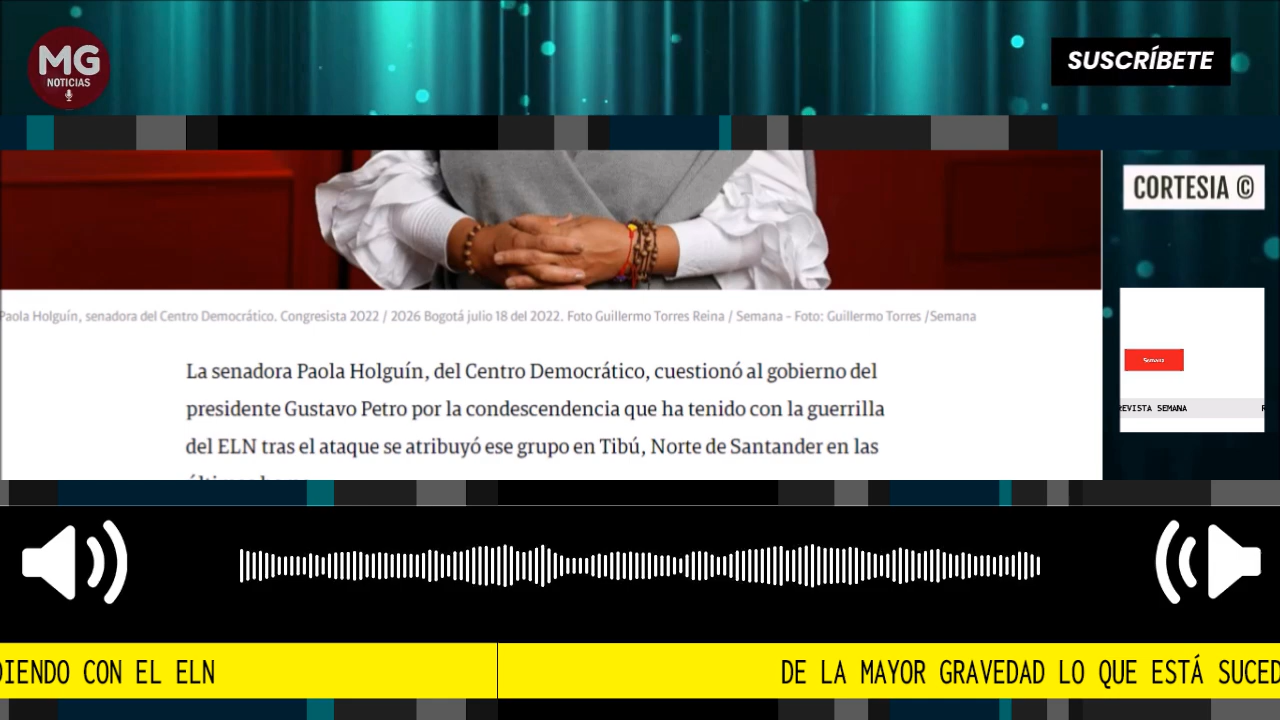 MG
NOTICIAS
SUSCRÍBETE
CORTESIA ©
Paola Holguín, senadora del Centro Democrático. Congresista 2022 / 2026 Bogotá julio 18 del 2022. Foto Guillermo Torres Reina / Semana - Foto: Guillermo Torres /Semana
Semana
EVISTA SEMANA
La senadora Paola Holguín, del Centro Democrático, cuestionó al gobierno del
presidente Gustavo Petro por la condescendencia que ha tenido con la guerrilla
del ELN tras el ataque se atribuyó ese grupo en Tibú, Norte de Santander en las
DIENDO CON EL ELN
DE LA MAYOR GRAVEDAD LO QUE ESTÁ SUCED